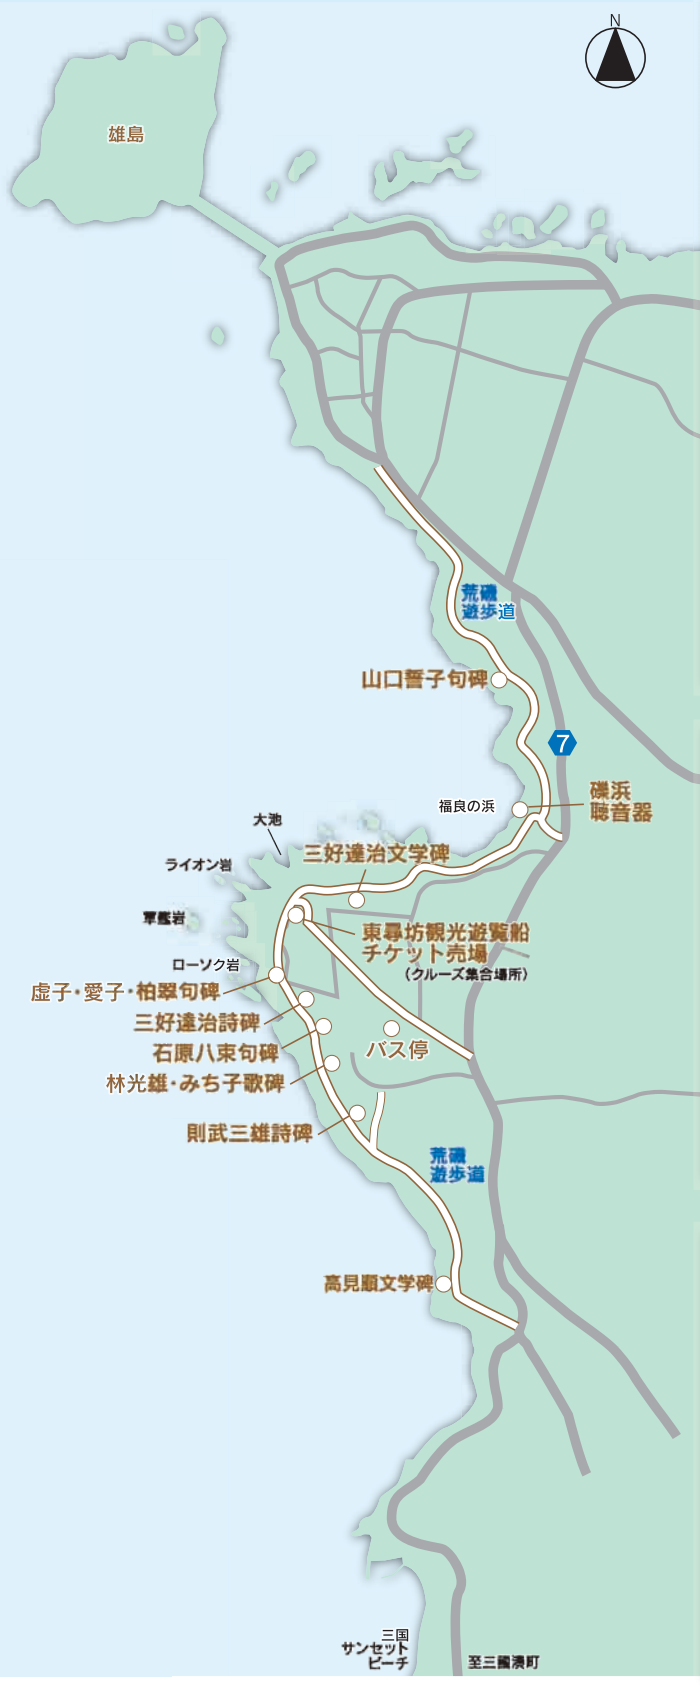 N
雄島
荒磯
遊歩道
山口誓子句碑
7
礫浜
聴音器
福良の浜
大池
三好達治文学碑
ライオン岩
軍艦岩
東尋坊観光遊覧船
チケット売場
(クルーズ集合場所)
ローソク岩
虚子・愛子・柏翠句碑
三好達治詩碑
石原八束句碑
バス停
林光雄・みち子歌碑
則武三雄詩碑
荒磯
遊歩道
高見順文学碑
三国
サンセット
ビーチ
至三國湊町